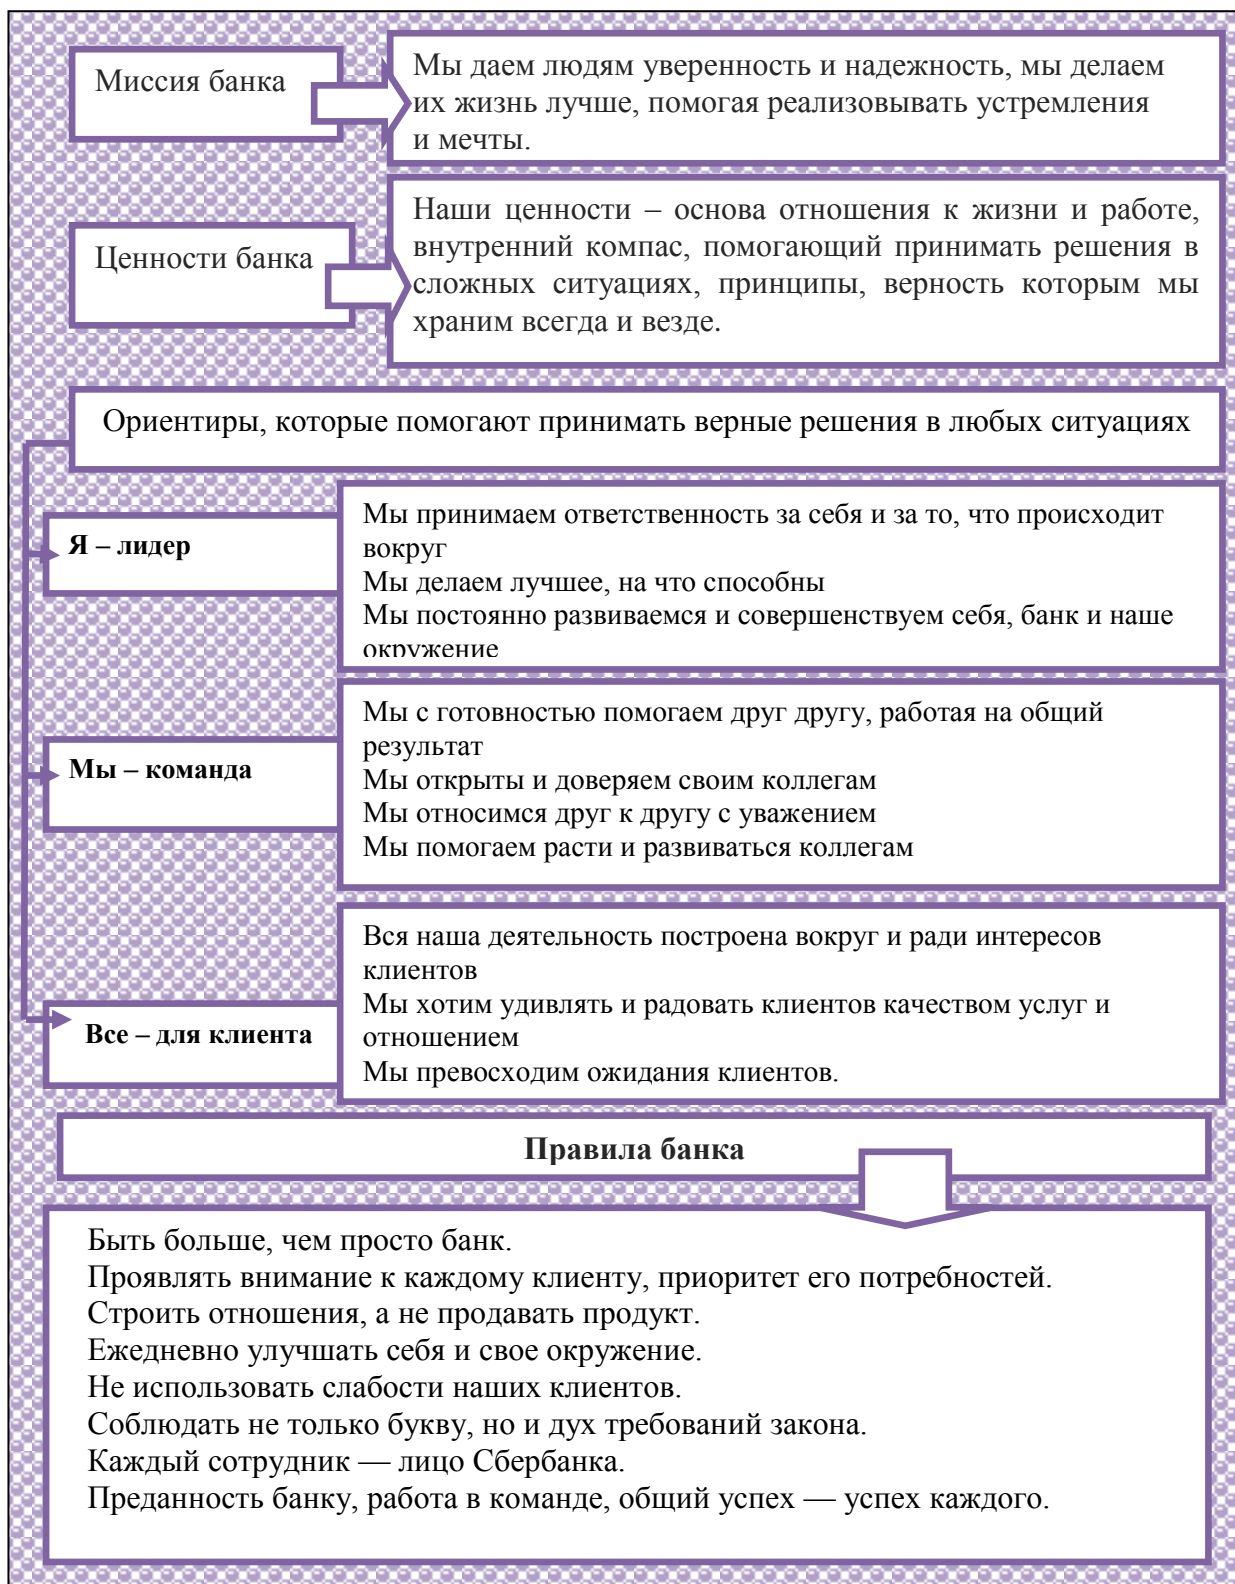 Миссия банка
Мы даем людям уверенность и надежность, мы делаем
их жизнь лучше, помогая реализовывать устремления
и мечты.
Ценности банка
Наши ценности – основа отношения к жизни и работе,
внутренний компас, помогающий принимать решения в
сложных ситуациях, принципы, верность которым мы
храним всегда и везде.
Ориентиры, которые помогают принимать верные решения в любых ситуациях
Я – лидер
Мы принимаем ответственность за себя и за то, что происходит
вокруг
Мы делаем лучшее, на что способны
Мы постоянно развиваемся и совершенствуем себя, банк и наше
окружение
Мы – команда
Мы с готовностью помогаем друг другу, работая на общий
результат
Мы открыты и доверяем своим коллегам
Мы относимся друг к другу с уважением
Мы помогаем расти и развиваться коллегам
Все – для клиента
Вся наша деятельность построена вокруг и ради интересов
клиентов
Мы хотим удивлять и радовать клиентов качеством услуг и
отношением
Мы превосходим ожидания клиентов.
Правила банка
Быть больше, чем просто банк.
Проявлять внимание к каждому клиенту, приоритет его потребностей.
Строить отношения, а не продавать продукт.
Ежедневно улучшать себя и свое окружение.
Не использовать слабости наших клиентов.
Соблюдать не только букву, но и дух требований закона.
Каждый сотрудник — лицо Сбербанка.
Преданность банку, работа в команде, общий успех — успех каждого.